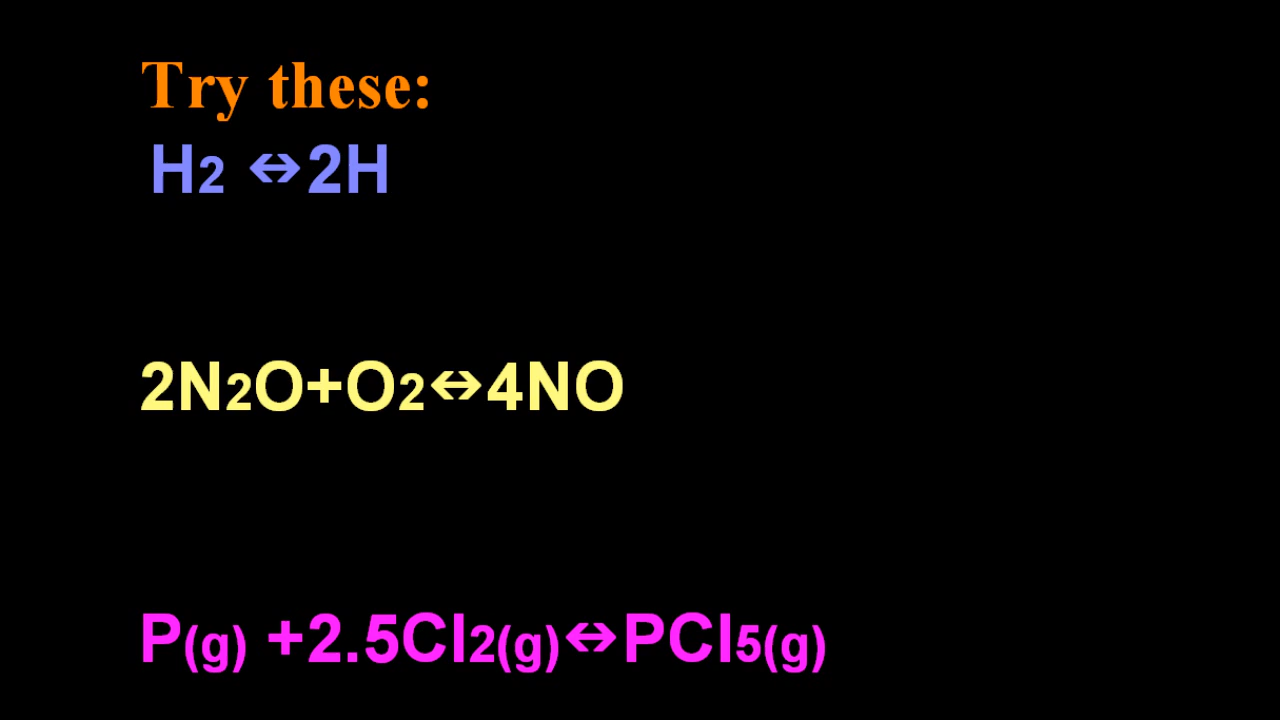 Try these:
H2 ↔2H
2N2O+O2↔4NO
P(g) +2.5Cl2(g)↔PCl5(g)